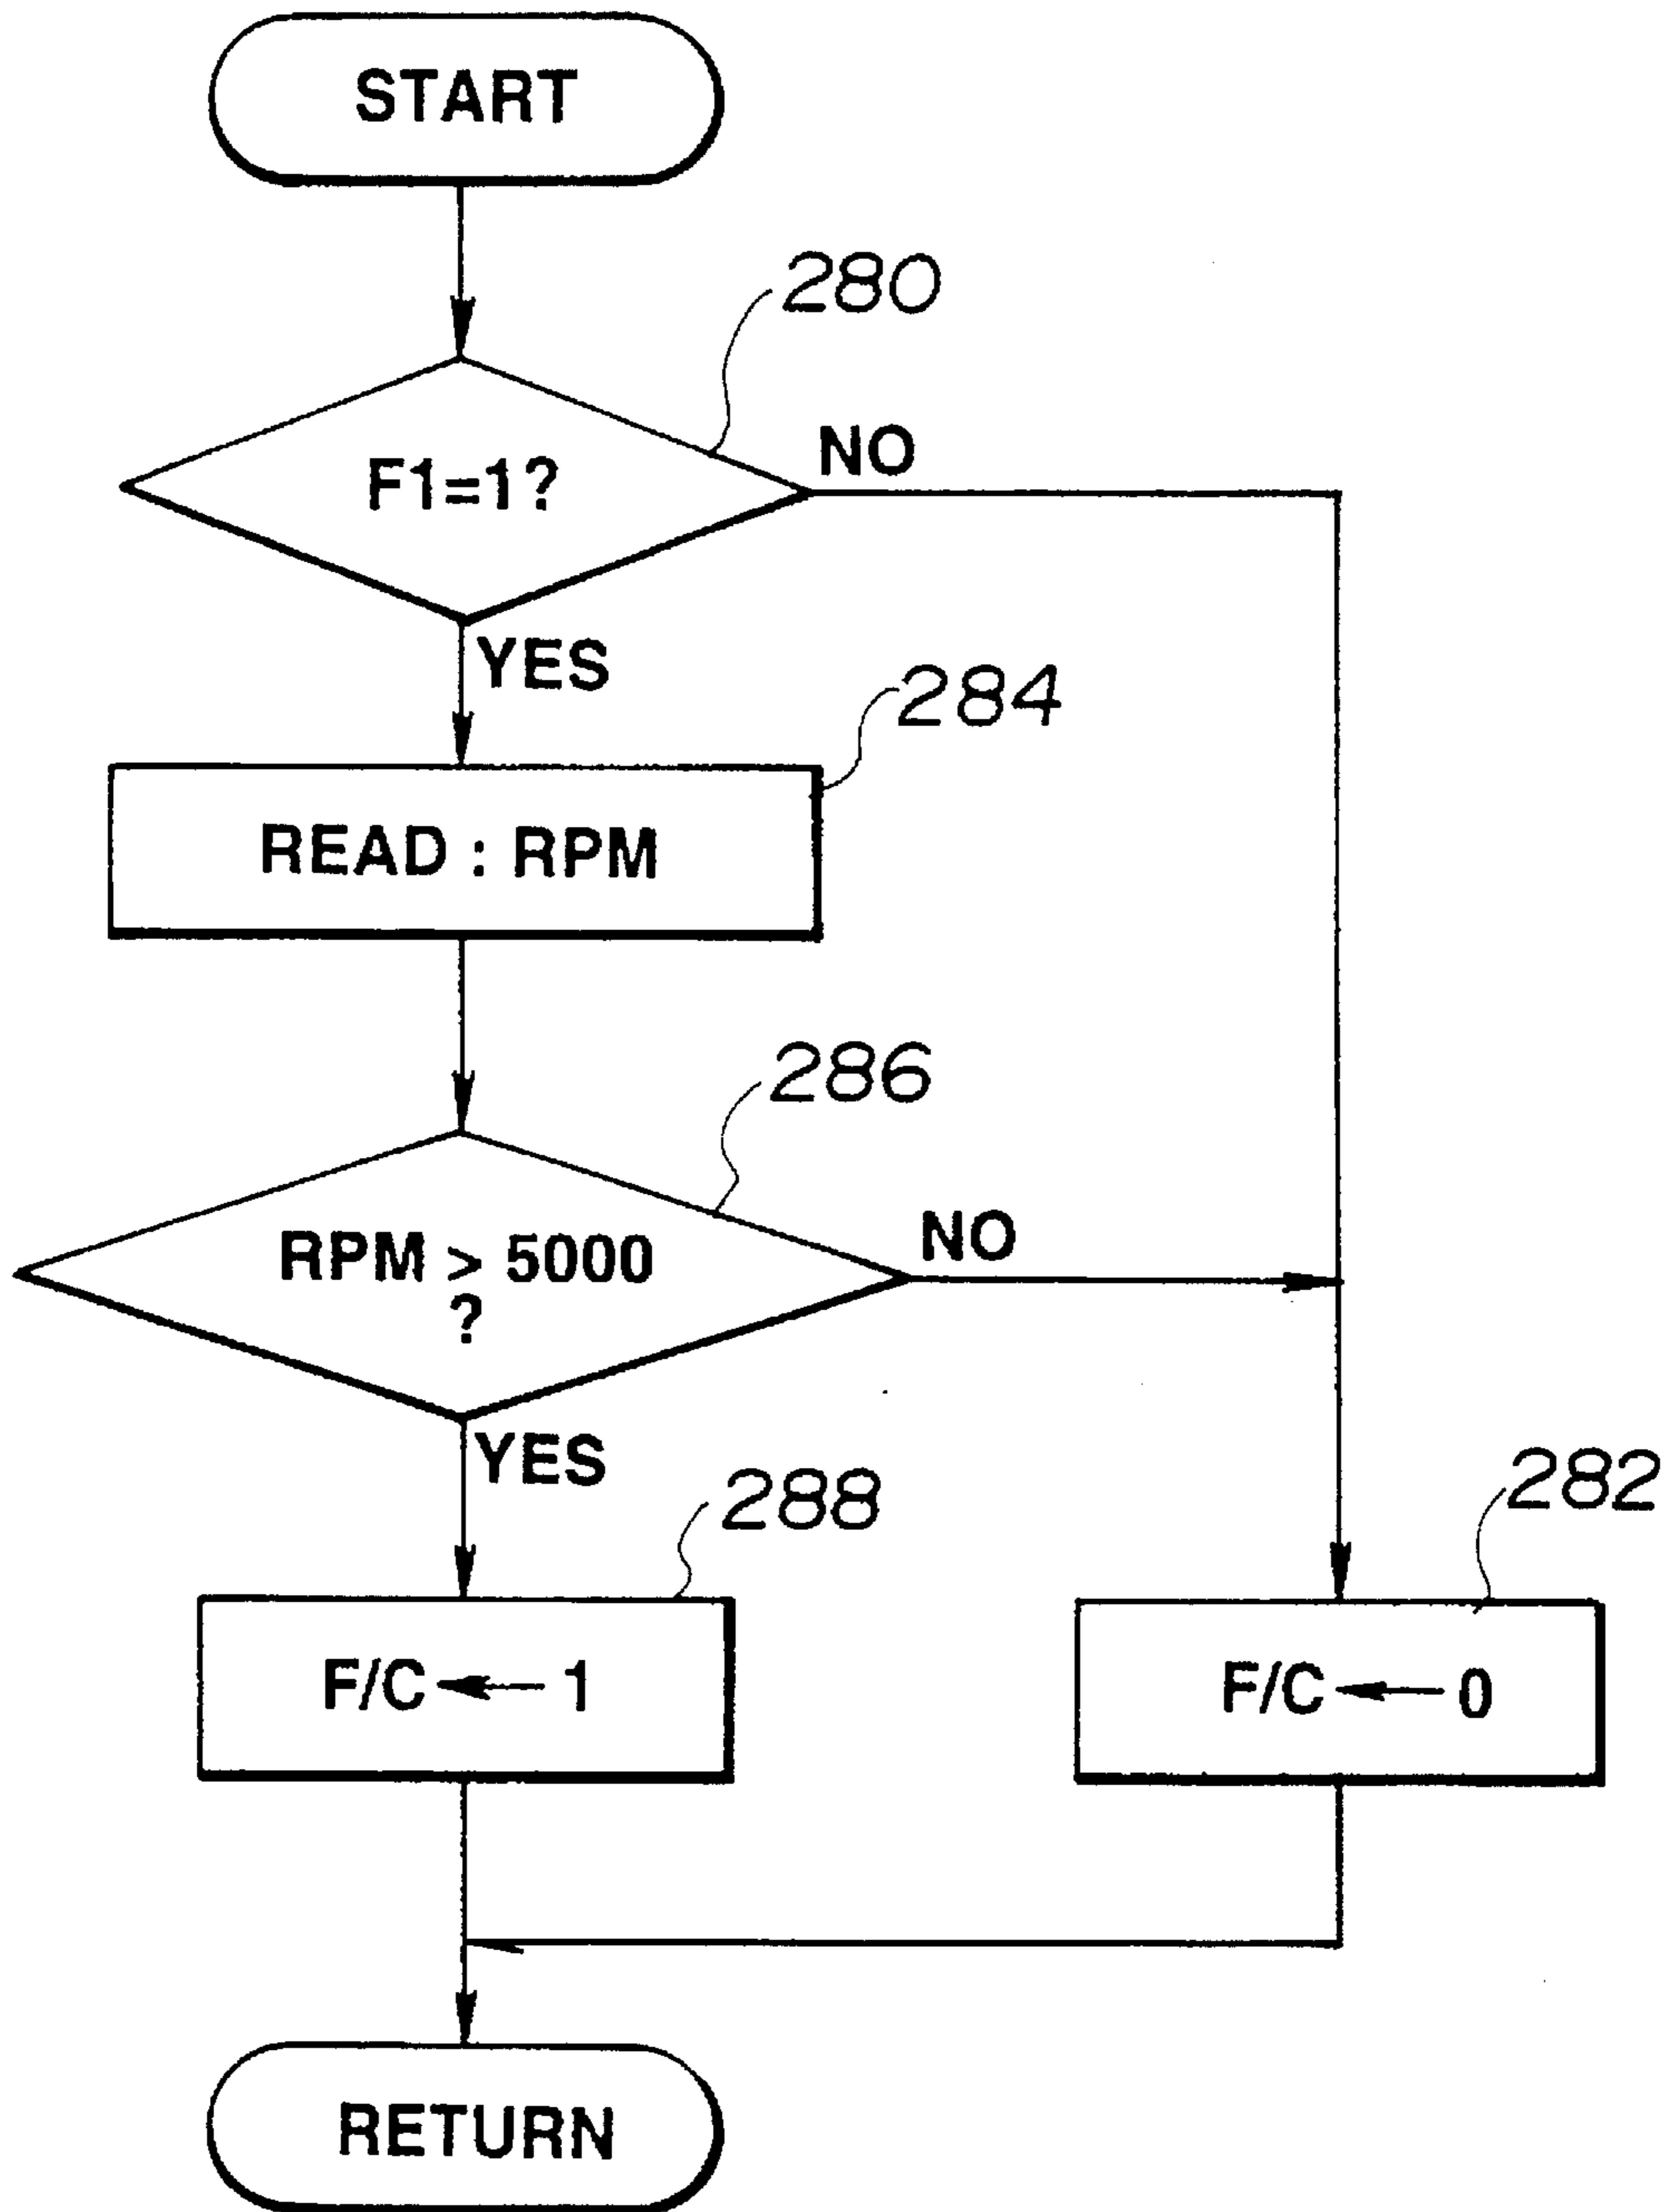 START
280
F1=1?
NO
YES
284
READ : RPM
286
RPM > 5000
?
NO
YES
288
282
F/C ← 1
F/C ← 0
RETURN